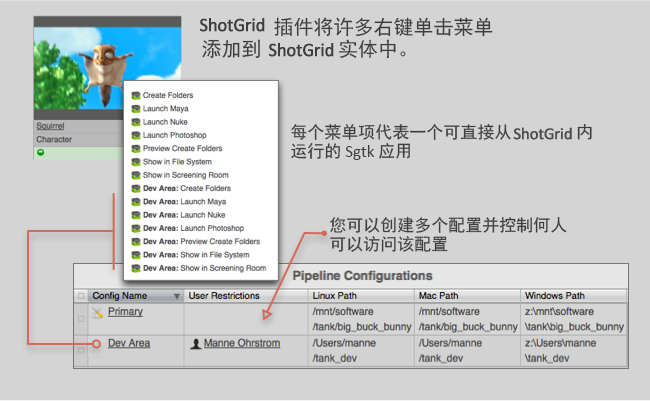 ShotGrid 插件将许多右键单击菜单
添加到 ShotGrid 实体中。
Squirrel
Character
Create Folders
Launch Maya
Launch Nuke
Launch Photoshop
Preview Create Folders
Show in File System
Show in Screening Room
Dev Area: Create Folders
Dev Area: Launch Maya
Dev Area: Launch Nuke
Dev Area: Launch Photoshop
Dev Area: Preview Create Folders
Dev Area: Show in File System
Dev Area: Show in Screening Room
每个菜单项代表一个可直接从ShotGrid 内
运行的 Sgtk 应用
您可以创建多个配置并控制何人
可以访问该配置
Pipeline Configurations
Config Name User Restrictions Linux Path Mac Path Windows Path
Primary /mnt/software /mnt/software z:\mnt\software
/tank/big_buck_bunny /tank/big_buck_bunny \tank\big_buck_bunny
Dev Area Manne Ohrstrom /Users/manne /Users/manne z:\Users\manne
/tank_dev /tank_dev \tank_dev